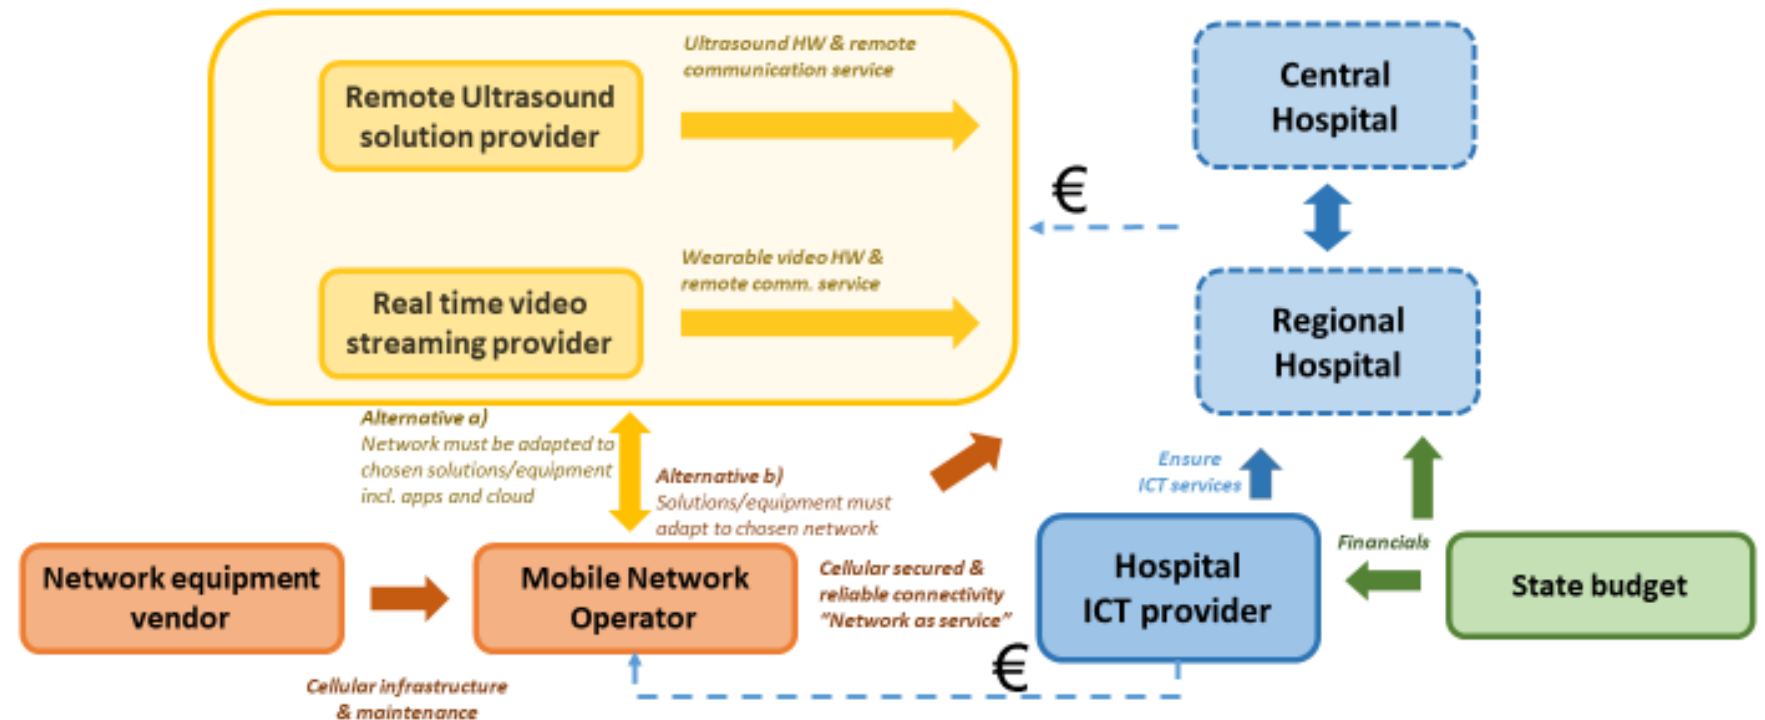 Ultrasound HW & remote
communication service
Remote Ultrasound
solution provider
Central
Hospital
€
Wearable video HW &
remote comm. service
Real time video
streaming provider
Regional
Hospital
Alternative a)
Network must be adapted to
chosen solutions/equipment
incl. apps and cloud
Alternative b)
Solutions/equipment must
adapt to chosen network
Ensure
ICT services
Financials
Network equipment
vendor
Mobile Network
Operator
Cellular secured &
reliable connectivity
"Network as service"
Hospital
ICT provider
State budget
€
Cellular infrastructure
& maintenance